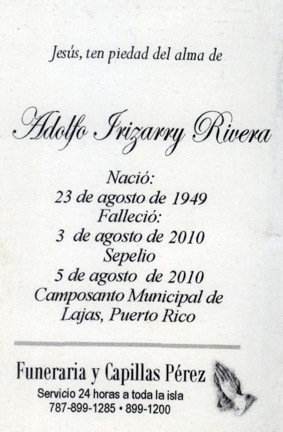 Jesús, ten piedad del alma de
Adolfo Irizarry Rivera
Nació:
23 de agosto de 1949
Falleció:
3 de agosto de 2010
Sepelio
5 de agosto de 2010
Camposanto Municipal de
Lajas, Puerto Rico
Funeraria y Capillas Pérez
Servicio 24 horas a toda la isla
787-899-1285 • 899-1200